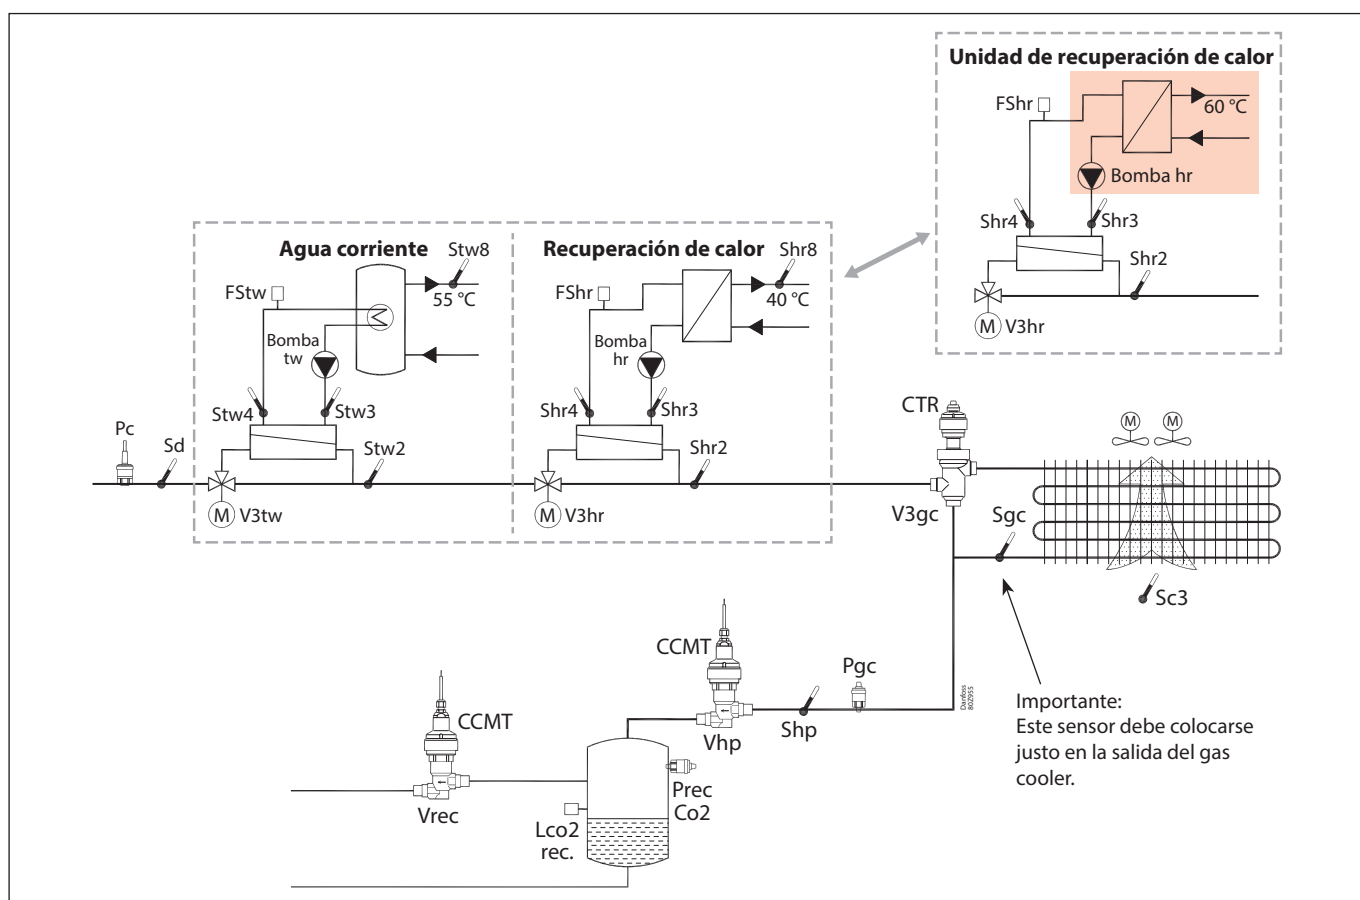 Unidad de recuperación de calor
FShr
60 °C
Bomba hr
Shr4
Shr3
Shr2
M
V3hr
Agua corriente
Stw8
FStw
55 °C
Bomba
tw
Stw4
Stw3
Stw2
M
V3tw
Recuperación de calor
Shr8
FShr
40 °C
Bomba
hr
Shr4
Shr3
Shr2
M
V3hr
Pc
Sd
CTR
V3gc
M
M
Sgc
Sc3
Importante:
Este sensor debe colocarse
justo en la salida del gas
cooler.
Danfoss
80Z955
CCMT
Vhp
Shp
Pgc
CCMT
Vrec
Prec
Co2
Lco2
rec.